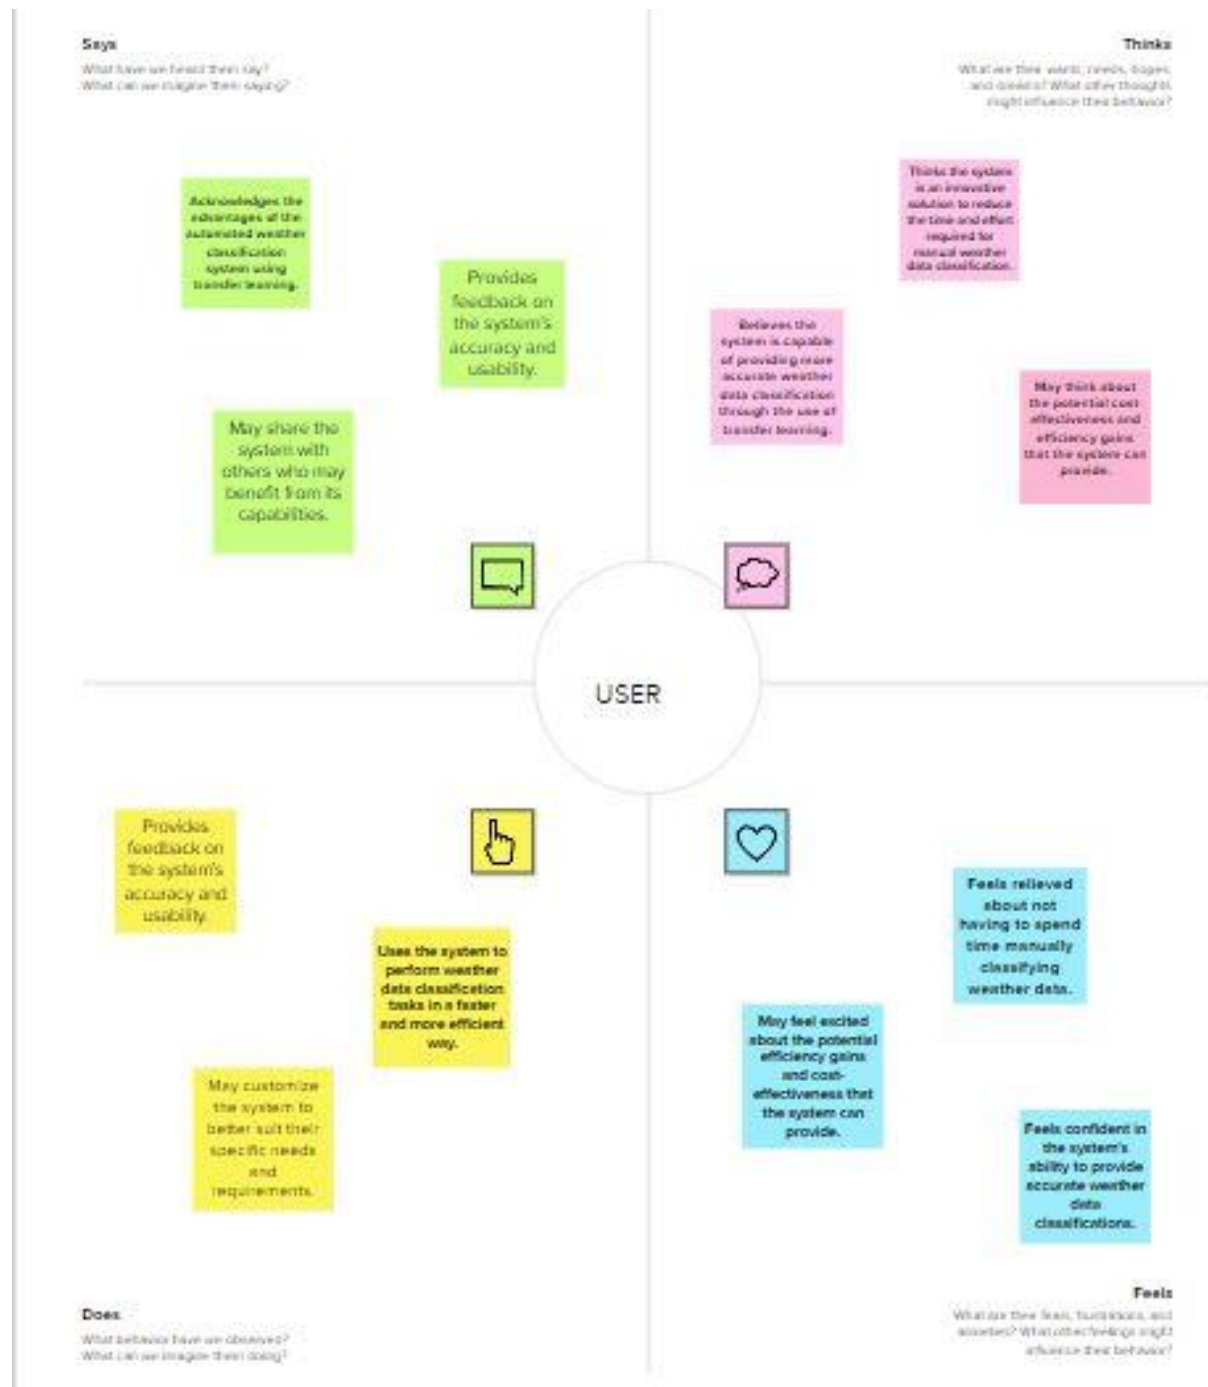 Says
What have we heard them say?
What can we imagine them saying?
Acknowledges the
advantages of the
automated weather
classification
system using
transfer learning.
Provides
feedback on
the system's
accuracy and
usability.
May share the
system with
others who may
benefit from its
capabilities.
Thinks
What are their wants, needs, hopes,
and dreams? What other thoughts
might influence their behavior?
Thinks the system
is an innovative
solution to reduce
the time and effort
required for
manual weather
data classification.
Believes the
system is capable
of providing more
accurate weather
data classification
through the use of
transfer learning.
May think about
the potential cost
effectiveness and
efficiency gains
that the system can
provide.
USER
Provides
feedback on
the system's
accuracy and
usability.
Uses the system to
perform weather
data classification
tasks in a faster
and more efficient
way.
May customize
the system to
better suit their
specific needs
and
requirements.
Does
What behavior have we observed?
What can we imagine them doing?
Feels relieved
about not
having to spend
time manually
classifying
weather data.
May feel excited
about the potential
efficiency gains
and cost-
effectiveness that
the system can
provide.
Feels confident in
the system's
ability to provide
accurate weather
data
classifications.
Feels
What are their fears, frustrations, and
anxieties? What other feelings might
influence their behavior?